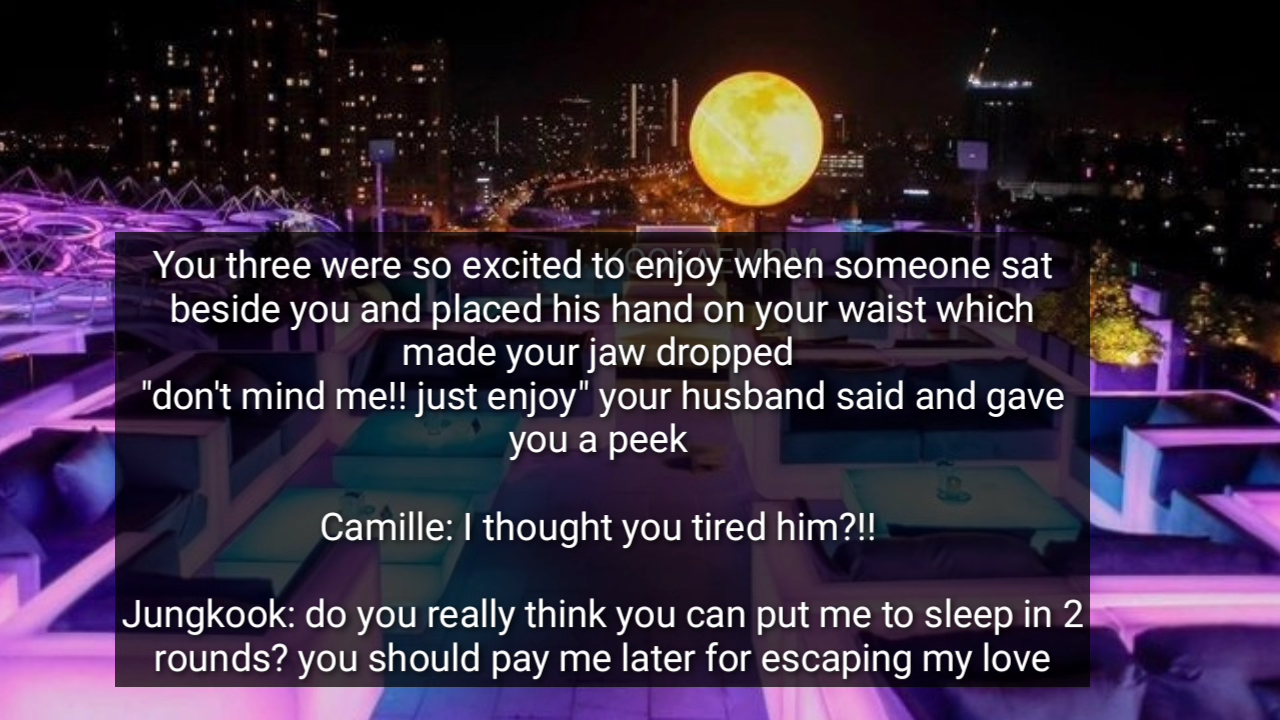 You three were so excited to enjoy when someone sat
beside you and placed his hand on your waist which
made your jaw dropped
"don't mind me!! just enjoy" your husband said and gave
you a peek
Camille: I thought you tired him?!!
Jungkook: do you really think you can put me to sleep in 2
rounds? you should pay me later for escaping my love